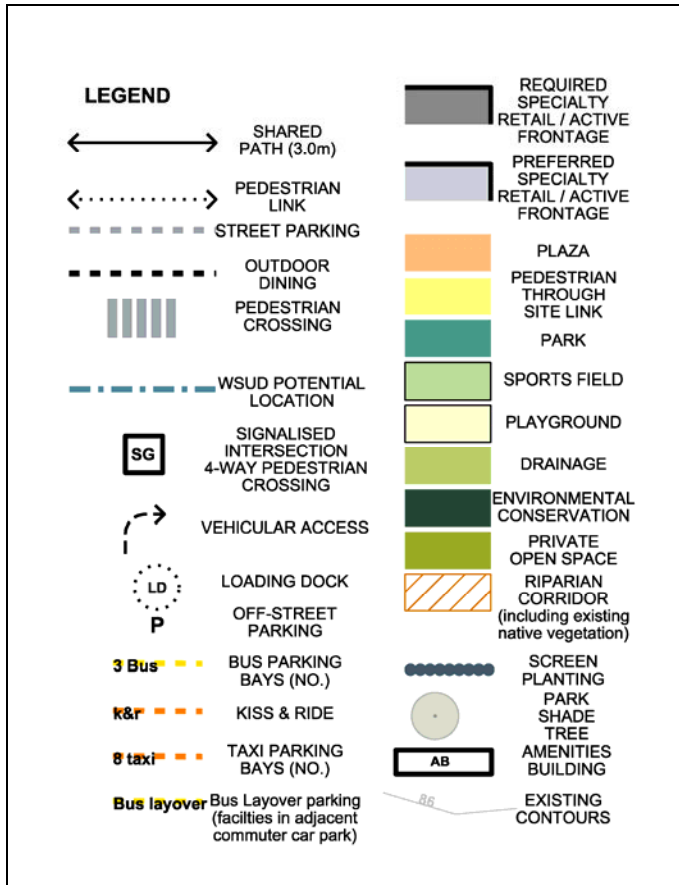 LEGEND
SHARED
PATH (3.0m)
PEDESTRIAN
LINK
STREET PARKING
OUTDOOR
DINING
PEDESTRIAN
CROSSING
WSUD POTENTIAL
LOCATION
SG
SIGNALISED
INTERSECTION
4-WAY PEDESTRIAN
CROSSING
VEHICULAR ACCESS
LD
LOADING DOCK
P
OFF-STREET
PARKING
3 Bus
BUS PARKING
BAYS (NO.)
k&r
KISS & RIDE
8 taxi
TAXI PARKING
BAYS (NO.)
Bus layover
Bus Layover parking
(facilties in adjacent
commuter car park)
REQUIRED
SPECIALTY
RETAIL / ACTIVE
FRONTAGE
PREFERRED
SPECIALTY
RETAIL / ACTIVE
FRONTAGE
PLAZA
PEDESTRIAN
THROUGH
SITE LINK
PARK
SPORTS FIELD
PLAYGROUND
DRAINAGE
ENVIRONMENTAL
CONSERVATION
PRIVATE
OPEN SPACE
RIPARIAN
CORRIDOR
(including existing
native vegetation)
SCREEN
PLANTING
PARK
SHADE
TREE
AB
AMENITIES
BUILDING
86
EXISTING
CONTOURS